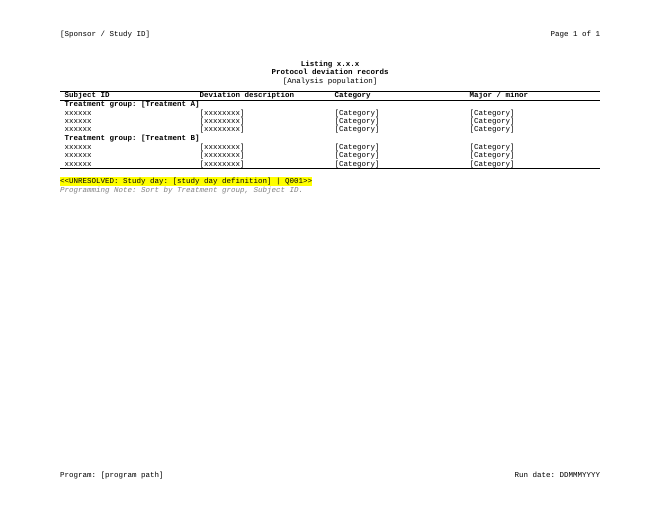 [Sponsor / Study ID] Page 1 of 1
Listing x.x.x
Protocol deviation records
[Analysis population]
Subject ID Deviation description Category Major / minor
Treatment group: [Treatment A]
xxxxxx [xxxxxxxx] [Category] [Category]
xxxxxx [xxxxxxxx] [Category] [Category]
xxxxxx [xxxxxxxx] [Category] [Category]
Treatment group: [Treatment B]
xxxxxx [xxxxxxxx] [Category] [Category]
xxxxxx [xxxxxxxx] [Category] [Category]
xxxxxx [xxxxxxxx] [Category] [Category]
<<UNRESOLVED: Study day: [study day definition] | Q001>>
Programming Note: Sort by Treatment group, Subject ID.
Program: [program path] Run date: DDMMMYYYY